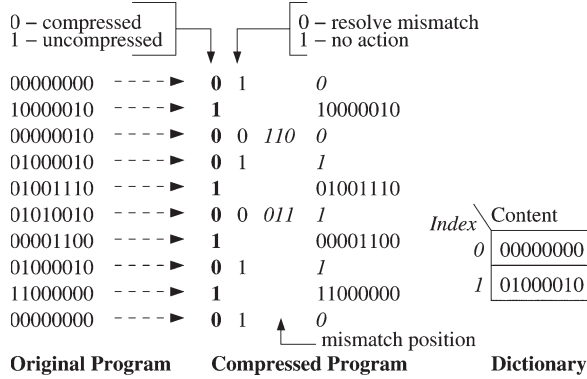 0 – compressed
1 – uncompressed
0 – resolve mismatch
1 – no action
00000000 0 1 0
10000010 1 10000010
00000010 0 0 110 0
01000010 0 1 1
01001110 1 01001110
01010010 0 0 011 1
00001100 1 00001100
01000010 0 1 1
11000000 1 11000000
00000000 0 1 0
mismatch position
Index Content
0 00000000
1 01000010
Original Program Compressed Program Dictionary